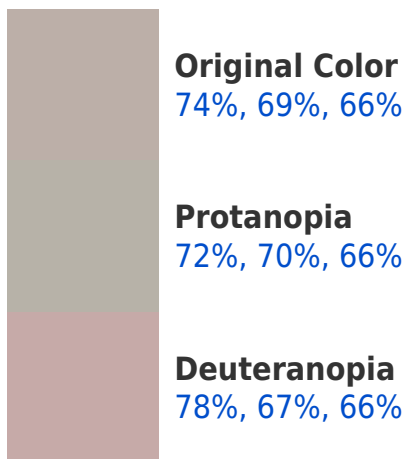 Original Color
74%, 69%, 66%
Protanopia
72%, 70%, 66%
Deuteranopia
78%, 67%, 66%